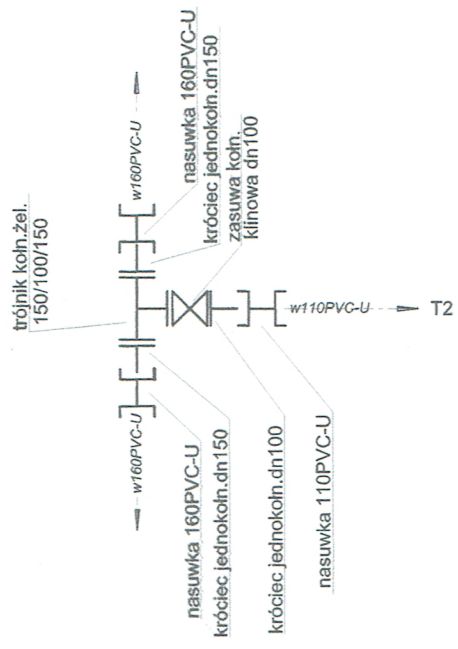 trójnik kołn.żel.
150/100/150
w160PVC-U
nasuwka 160PVC-U
króciec jednokołn.dn150
zasuwa kołn.
klinowa dn100
w110PVC-U
T2
w160PVC-U
nasuwka 160PVC-U
króciec jednokołn.dn150
króciec jednokołn.dn100
nasuwka 110PVC-U